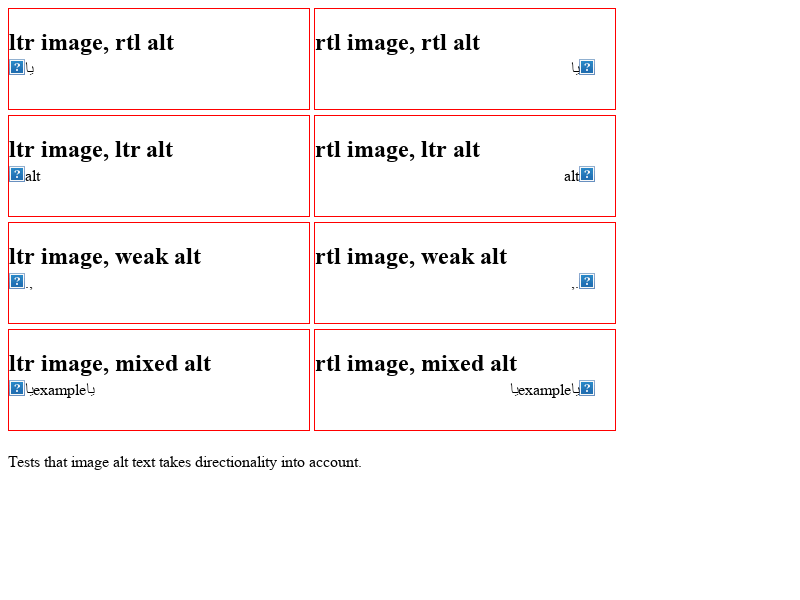 ltr image, rtl alt
يا
rtl image, rtl alt
يا
ltr image, ltr alt
alt
rtl image, ltr alt
alt
ltr image, weak alt
.,
rtl image, weak alt
.,
ltr image, mixed alt
ياexampleيا
rtl image, mixed alt
ياexampleيا
Tests that image alt text takes directionality into account.